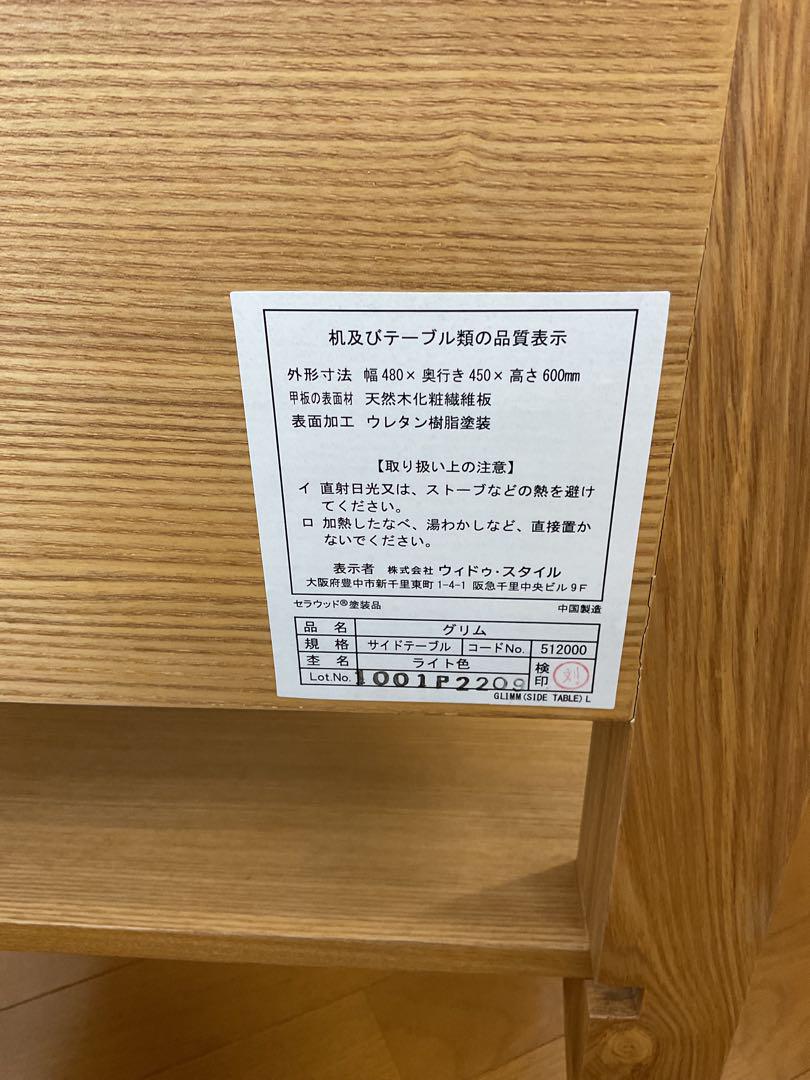 机及びテーブル類の品質表示
外形寸法 幅480×奥行き450×高さ600mm
甲板の表面材 天然木化粧繊維板
表面加工 ウレタン樹脂塗装
【取り扱い上の注意】
イ 直射日光又は、ストーブなどの熱を避け
てください。
ロ 加熱したなべ、湯わかしなど、直接置か
ないでください。
表示者 株式会社 ウィドゥ・スタイル
大阪府豊中市新千里東町1-4-1 阪急千里中央ビル9F
セラウッド®塗装品 中国製造
品名 グリム
規格 サイドテーブル コードNo. 512000
杢名 ライト色 検印 刘
Lot.No. 1001P2209
GLIMM(SIDE TABLE)L